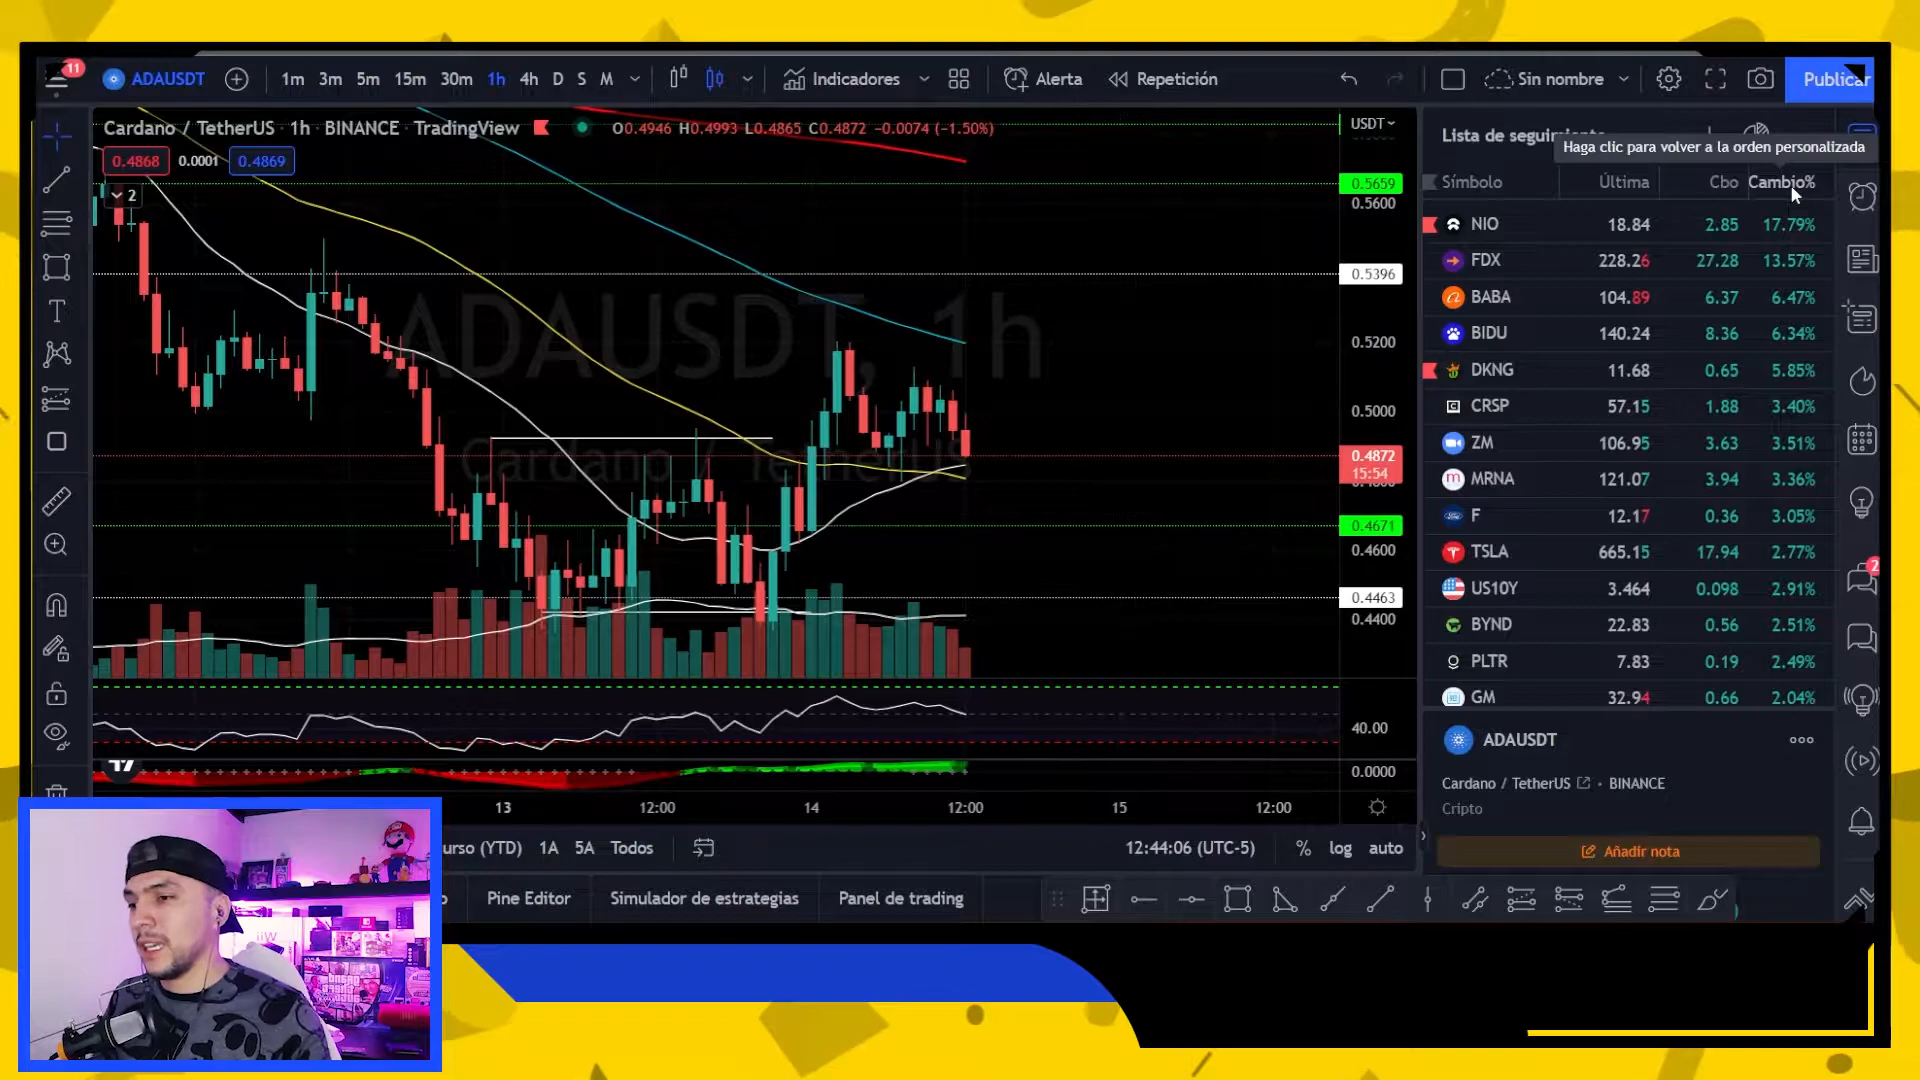 11
ADAUSDT
1m 3m 5m 15m 30m 1h 4h D S M
Indicadores
Alerta
Repetición
Sin nombre
Publicar
Cardano / TetherUS · 1h · BINANCE · TradingView
O0.4946 H0.4993 L0.4865 C0.4872 −0.0074 (−1.50%)
0.4868 0.0001 0.4869
2
ADAUSDT, 1h
Cardano / TetherUS
USDT
0.5659
0.5600
0.5396
0.5200
0.5000
0.4872
15:54
0.4671
0.4600
0.4463
0.4400
40.00
0.0000
13 12:00 14 12:00 15 12:00
(YTD) 1A 5A Todos
12:44:06 (UTC-5)
% log auto
Pine Editor
Simulador de estrategias
Panel de trading
Haga clic para volver a la orden personalizada
Símbolo Última Cbo Cambio%
NIO 18.84 2.85 17.79%
FDX 228.26 27.28 13.57%
BABA 104.89 6.37 6.47%
BIDU 140.24 8.36 6.34%
DKNG 11.68 0.65 5.85%
CRSP 57.15 1.88 3.40%
ZM 106.95 3.63 3.51%
MRNA 121.07 3.94 3.36%
F 12.17 0.36 3.05%
TSLA 665.15 17.94 2.77%
US10Y 3.464 0.098 2.91%
BYND 22.83 0.56 2.51%
PLTR 7.83 0.19 2.49%
GM 32.94 0.66 2.04%
2
ADAUSDT
Cardano / TetherUS · BINANCE
Cripto
Añadir nota